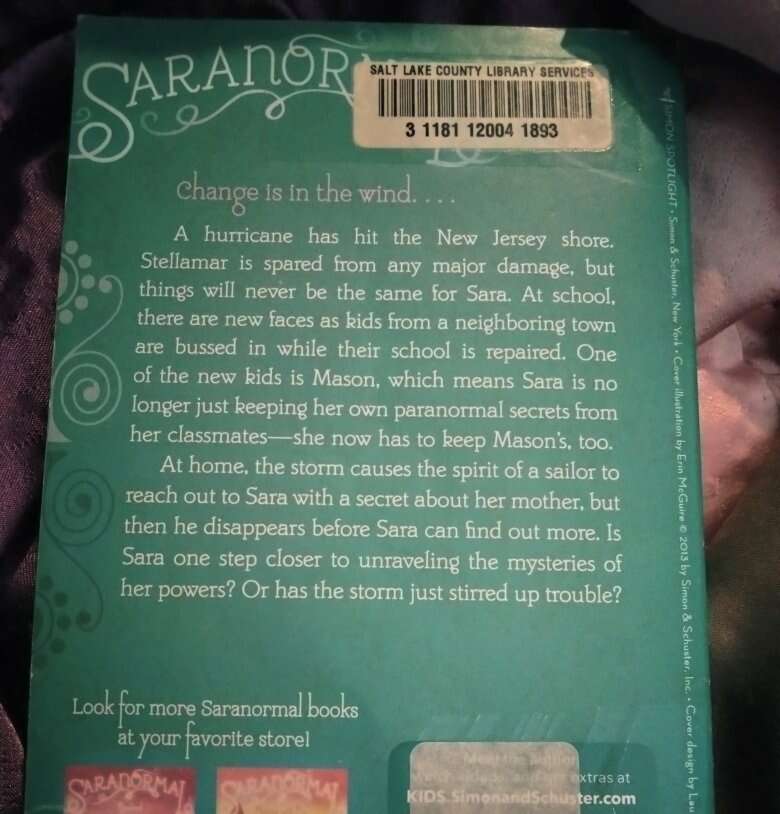 SARANOR
SALT LAKE COUNTY LIBRARY SERVICES
3 1181 12004 1893
Change is in the wind. . . .
A hurricane has hit the New Jersey shore.
Stellamar is spared from any major damage, but
things will never be the same for Sara. At school,
there are new faces as kids from a neighboring town
are bussed in while their school is repaired. One
of the new kids is Mason, which means Sara is no
longer just keeping her own paranormal secrets from
her classmates—she now has to keep Mason's, too.
At home, the storm causes the spirit of a sailor to
reach out to Sara with a secret about her mother, but
then he disappears before Sara can find out more. Is
Sara one step closer to unraveling the mysteries of
her powers? Or has the storm just stirred up trouble?
Look for more Saranormal books
at your favorite store!
SARANORMAL
SARANORMAL
Meet the author,
extras at
KIDS.SimonandSchuster.com
SIMON SPOTLIGHT • Simon & Schuster, New York • Cover illustration by Erin McGuire © 2013 by Simon & Schuster, Inc. • Cover design by Lau